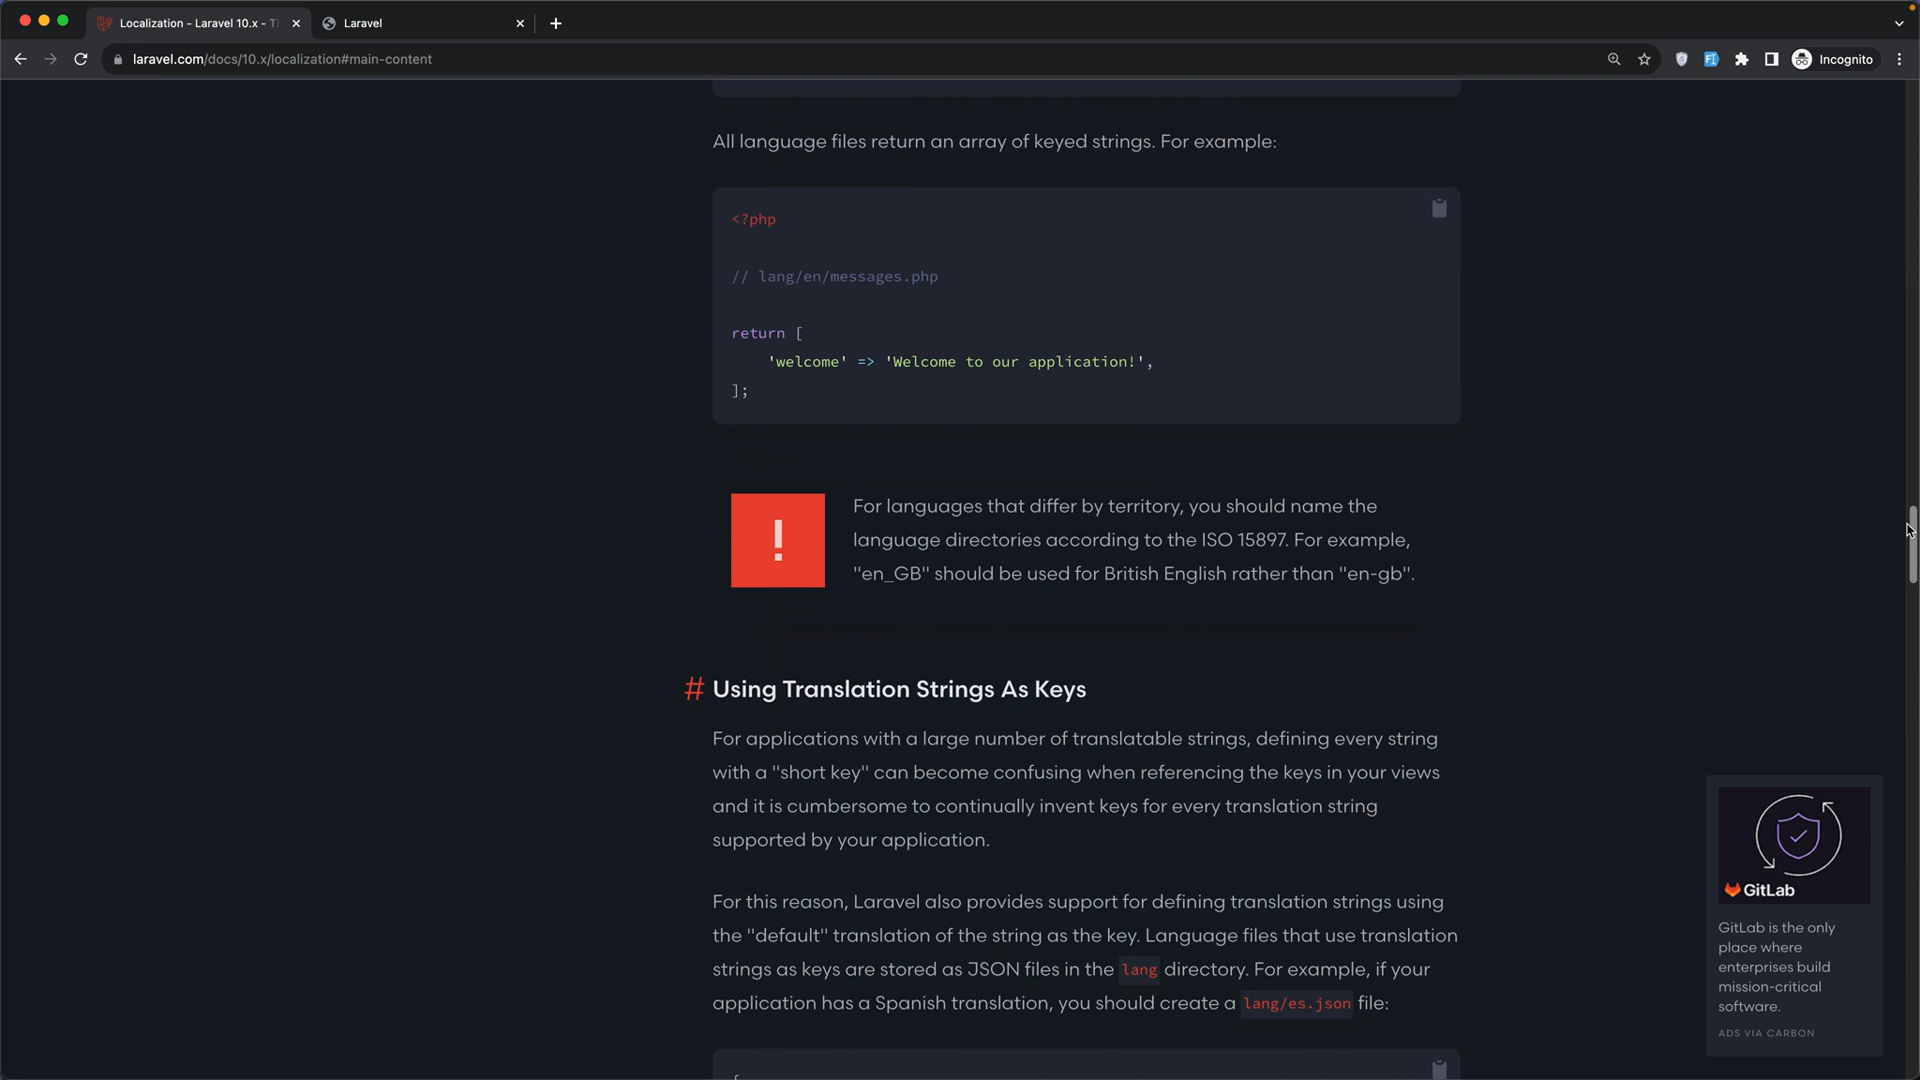 Localization - Laravel 10.x - T
Laravel
laravel.com/docs/10.x/localization#main-content
Incognito
All language files return an array of keyed strings. For example:
<?php
// lang/en/messages.php
return [
'welcome' => 'Welcome to our application!',
];
!
For languages that differ by territory, you should name the
language directories according to the ISO 15897. For example,
"en_GB" should be used for British English rather than "en-gb".
# Using Translation Strings As Keys
For applications with a large number of translatable strings, defining every string
with a "short key" can become confusing when referencing the keys in your views
and it is cumbersome to continually invent keys for every translation string
supported by your application.
For this reason, Laravel also provides support for defining translation strings using
the "default" translation of the string as the key. Language files that use translation
strings as keys are stored as JSON files in the lang directory. For example, if your
application has a Spanish translation, you should create a lang/es.json file:
GitLab
GitLab is the only
place where
enterprises build
mission-critical
software.
ADS VIA CARBON